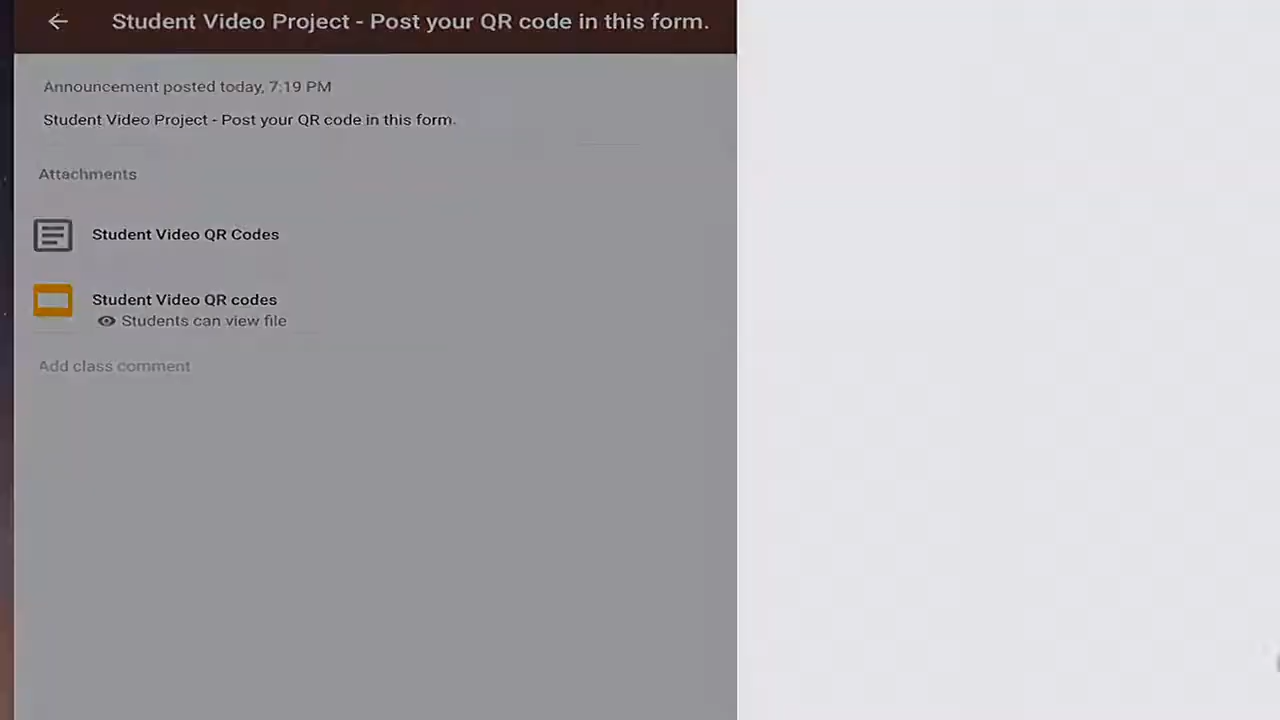 Student Video Project - Post your QR code in this form.
Announcement posted today, 7:19 PM
Student Video Project - Post your QR code in this form.
Attachments
Student Video QR Codes
Student Video QR codes
Students can view file
Add class comment